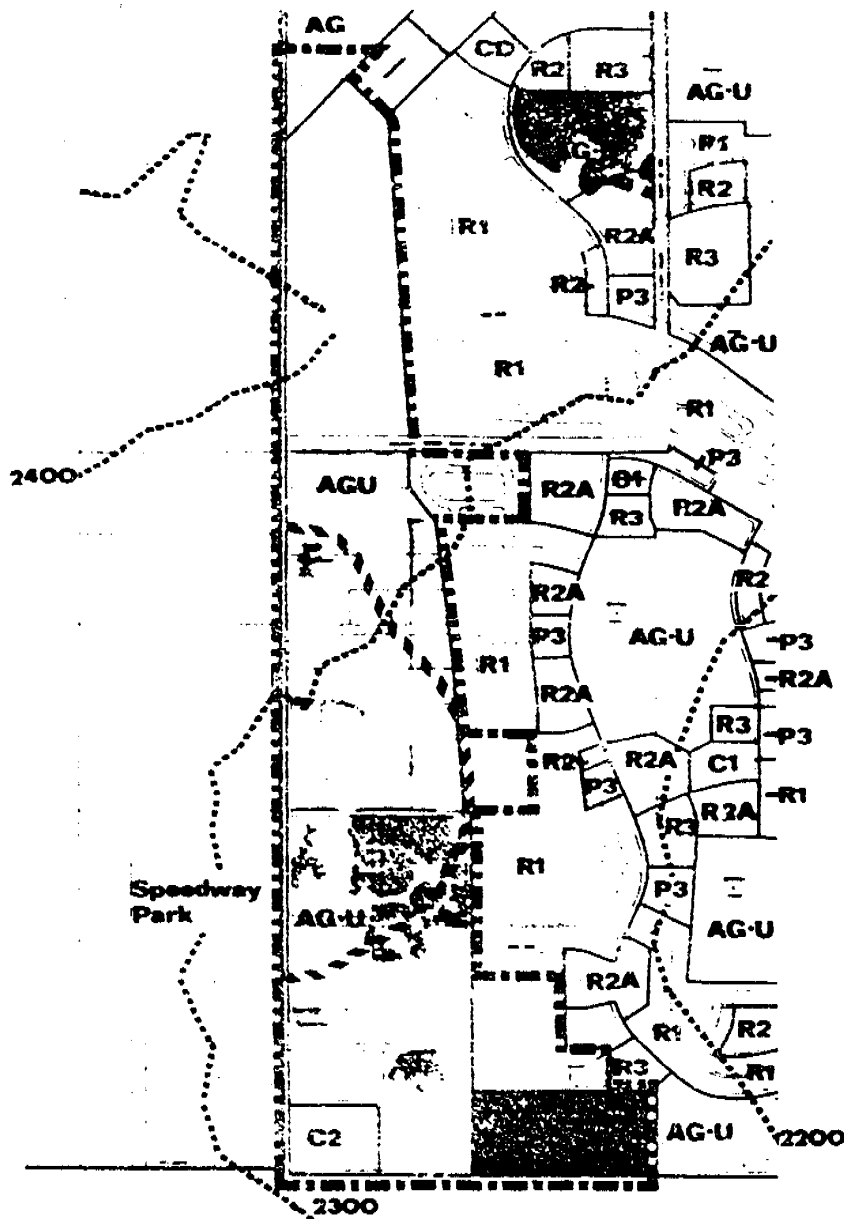 AG
CD
R2
R3
AG-U
R1
R2
R1
R2A
R3
R2
P3
AG-U
R1
R1
P3
2400
AGU
R2A
R3
R2A
R2
R2A
AG-U
P3
P3
R1
R2A
R2A
R3
P3
R2
R2A
C1
P3
R1
R3
R2A
R1
P3
Speedway
Park
AG-U
AG-U
R2A
R1
R2
R3
R1
C2
AG-U
2200
2300